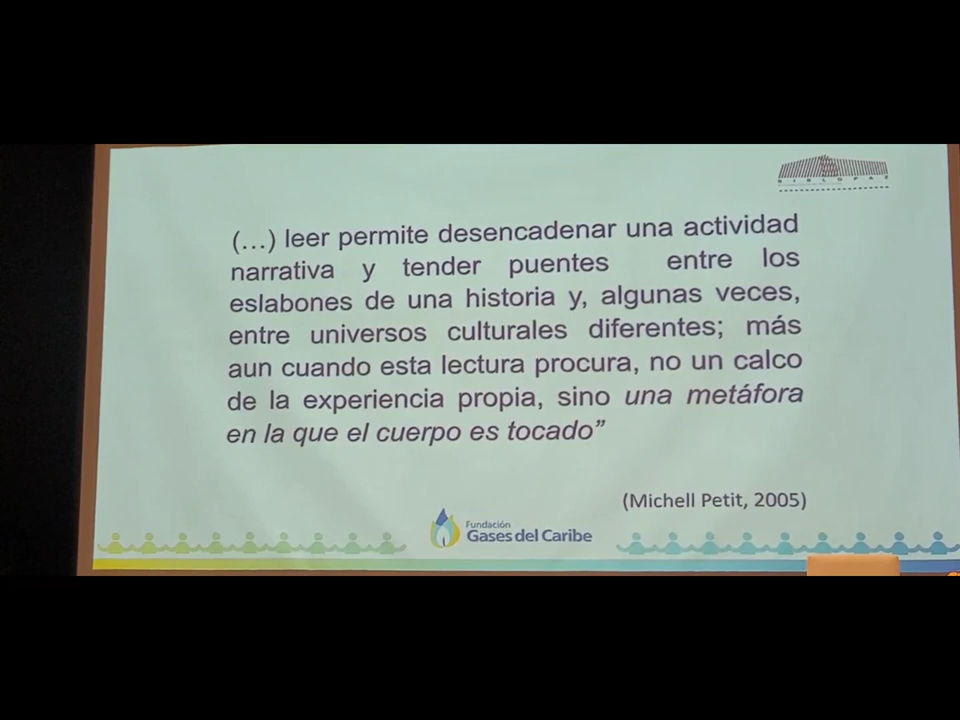 (...) leer permite desencadenar una actividad
narrativa y tender puentes entre los
eslabones de una historia y, algunas veces,
entre universos culturales diferentes; más
aun cuando esta lectura procura, no un calco
de la experiencia propia, sino una metáfora
en la que el cuerpo es tocado”
(Michell Petit, 2005)
Fundación
Gases del Caribe